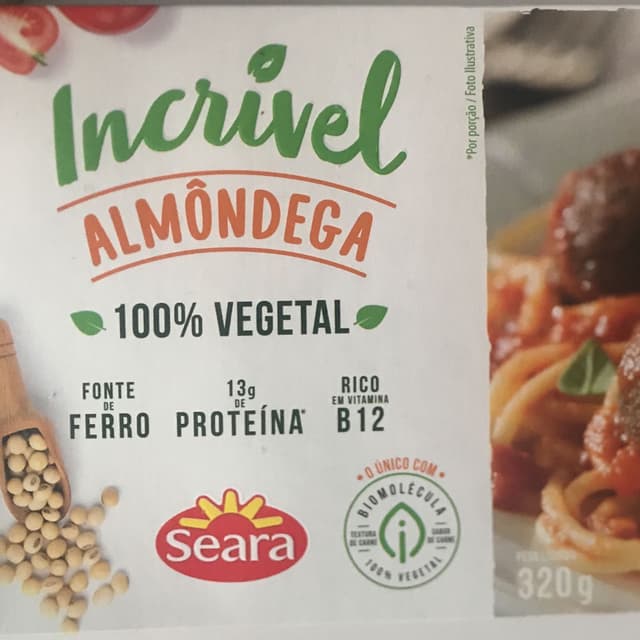 *Por porção / Foto Ilustrativa
Incrível
ALMÔNDEGA
100% VEGETAL
FONTE
DE
FERRO
13g
DE
PROTEÍNA*
RICO
EM VITAMINA
B12
Seara
• O ÚNICO COM •
BIOMOLÉCULA
TEXTURA
DE CARNE
SABOR
DE CARNE
100% VEGETAL
320g